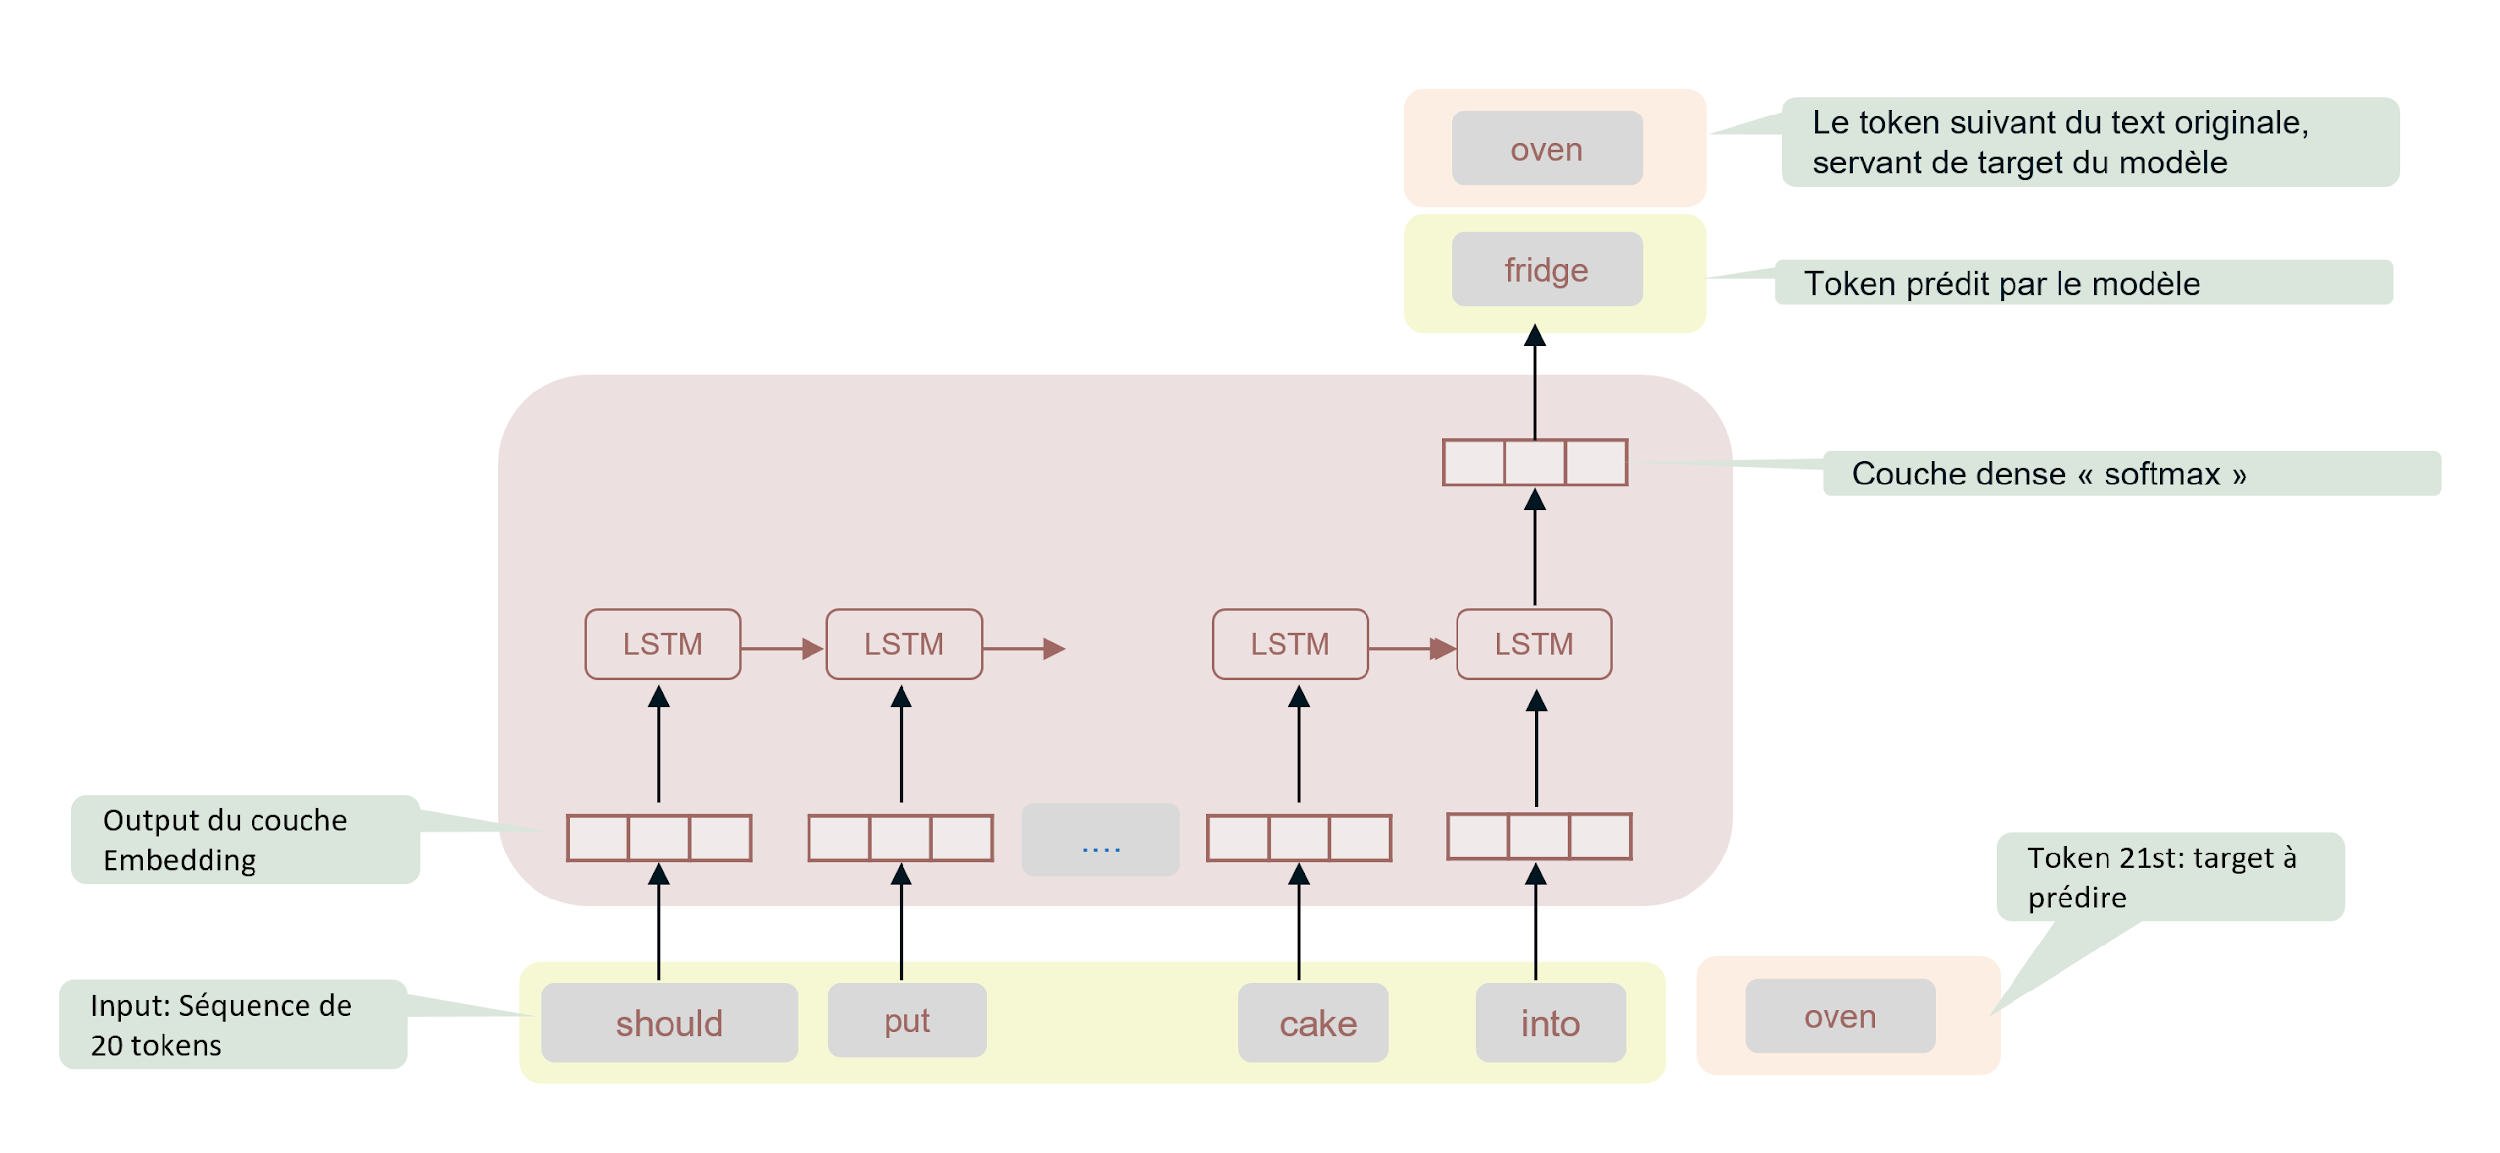 oven
Le token suivant du text originale,
servant de target du modèle
fridge
Token prédit par le modèle
Couche dense « softmax »
LSTM
LSTM
LSTM
LSTM
Output du couche
Embedding
....
Token 21st: target à
prédire
Input: Séquence de
20 tokens
should
put
cake
into
oven